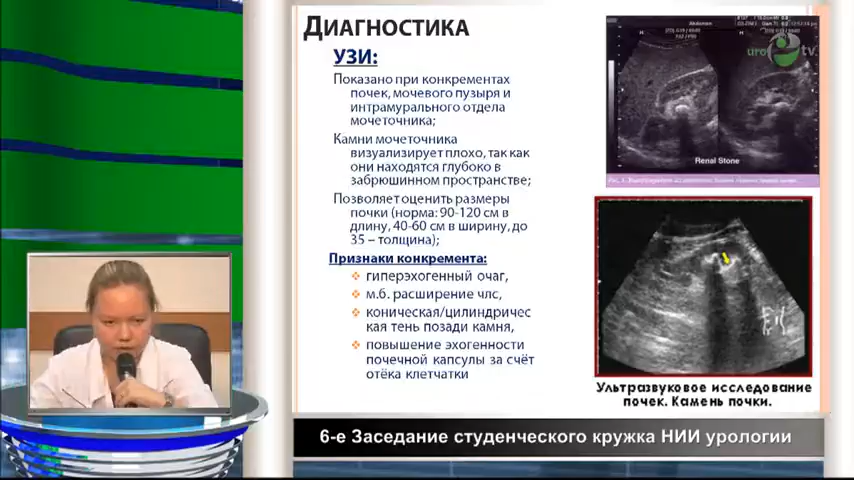 ДИАГНОСТИКА
УЗИ:
Показано при конкрементах
почек, мочевого пузыря и
интрамурального отдела
мочеточника;
Камни мочеточника
визуализирует плохо, так как
они находятся глубоко в
забрюшинном пространстве;
Позволяет оценить размеры
почки (норма: 90-120 см в
длину, 40-60 см в ширину, до
35 – толщина);
Признаки конкремента:
гиперэхогенный очаг,
м.б. расширение члс,
коническая/цилиндричес
кая тень позади камня,
повышение эхогенности
почечной капсулы за счёт
отёка клетчатки
Abdomen
uro tv
Renal Stone
Ультразвуковое исследование
почек. Камень почки.
6-е Заседание студенческого кружка НИИ урологии